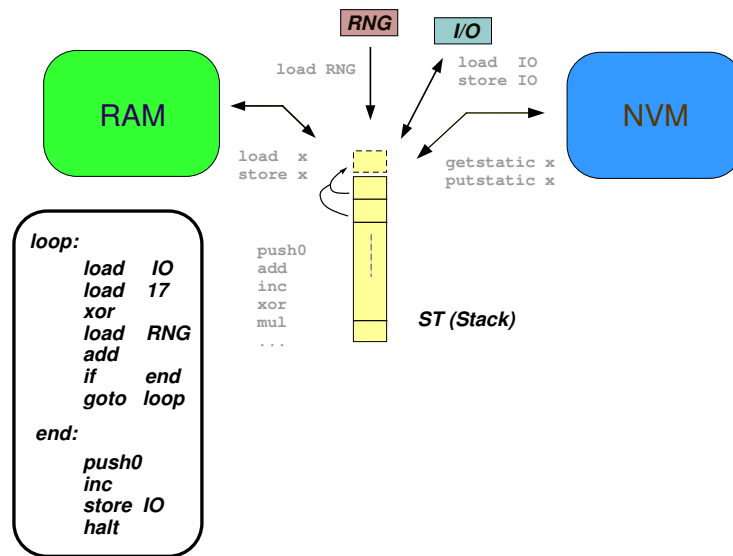 RNG
I/O
load RNG
load IO
store IO
RAM
NVM
load x
store x
getstatic x
putstatic x
loop:
load IO
load 17
xor
load RNG
add
if end
goto loop
end:
push0
inc
store IO
halt
push0
add
inc
xor
mul
...
ST (Stack)